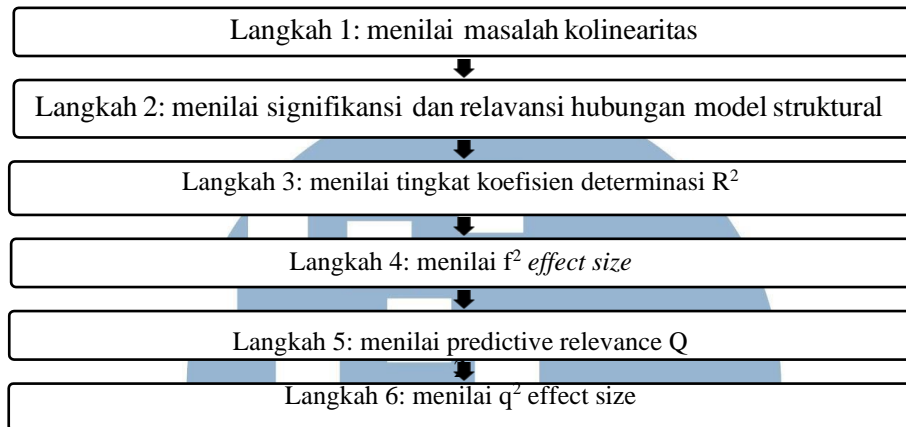 Langkah 1: menilai masalah kolinearitas
Langkah 2: menilai signifikansi dan relavansi hubungan model struktural
Langkah 3: menilai tingkat koefisien determinasi R²
Langkah 4: menilai f² effect size
Langkah 5: menilai predictive relevance Q
Langkah 6: menilai q² effect size